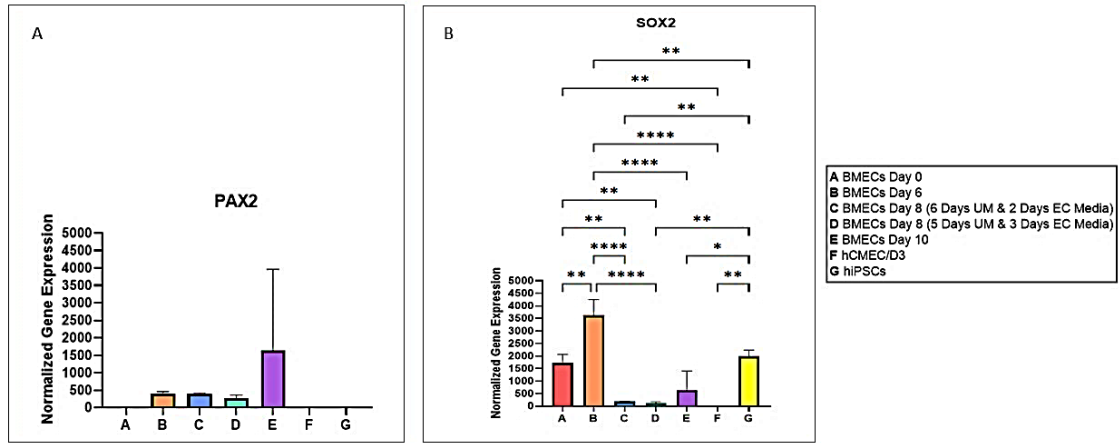 A
PAX2
Normalized Gene Expression
5000
4500
4000
3500
3000
2500
2000
1500
1000
500
0
A B C D E F G
B
SOX2
**
**
**
****
****
**
** **
**** *
** **** **
Normalized Gene Expression
5000
4500
4000
3500
3000
2500
2000
1500
1000
500
0
A B C D E F G
A BMECs Day 0
B BMECs Day 6
C BMECs Day 8 (6 Days UM & 2 Days EC Media)
D BMECs Day 8 (5 Days UM & 3 Days EC Media)
E BMECs Day 10
F hCMEC/D3
G hiPSCs